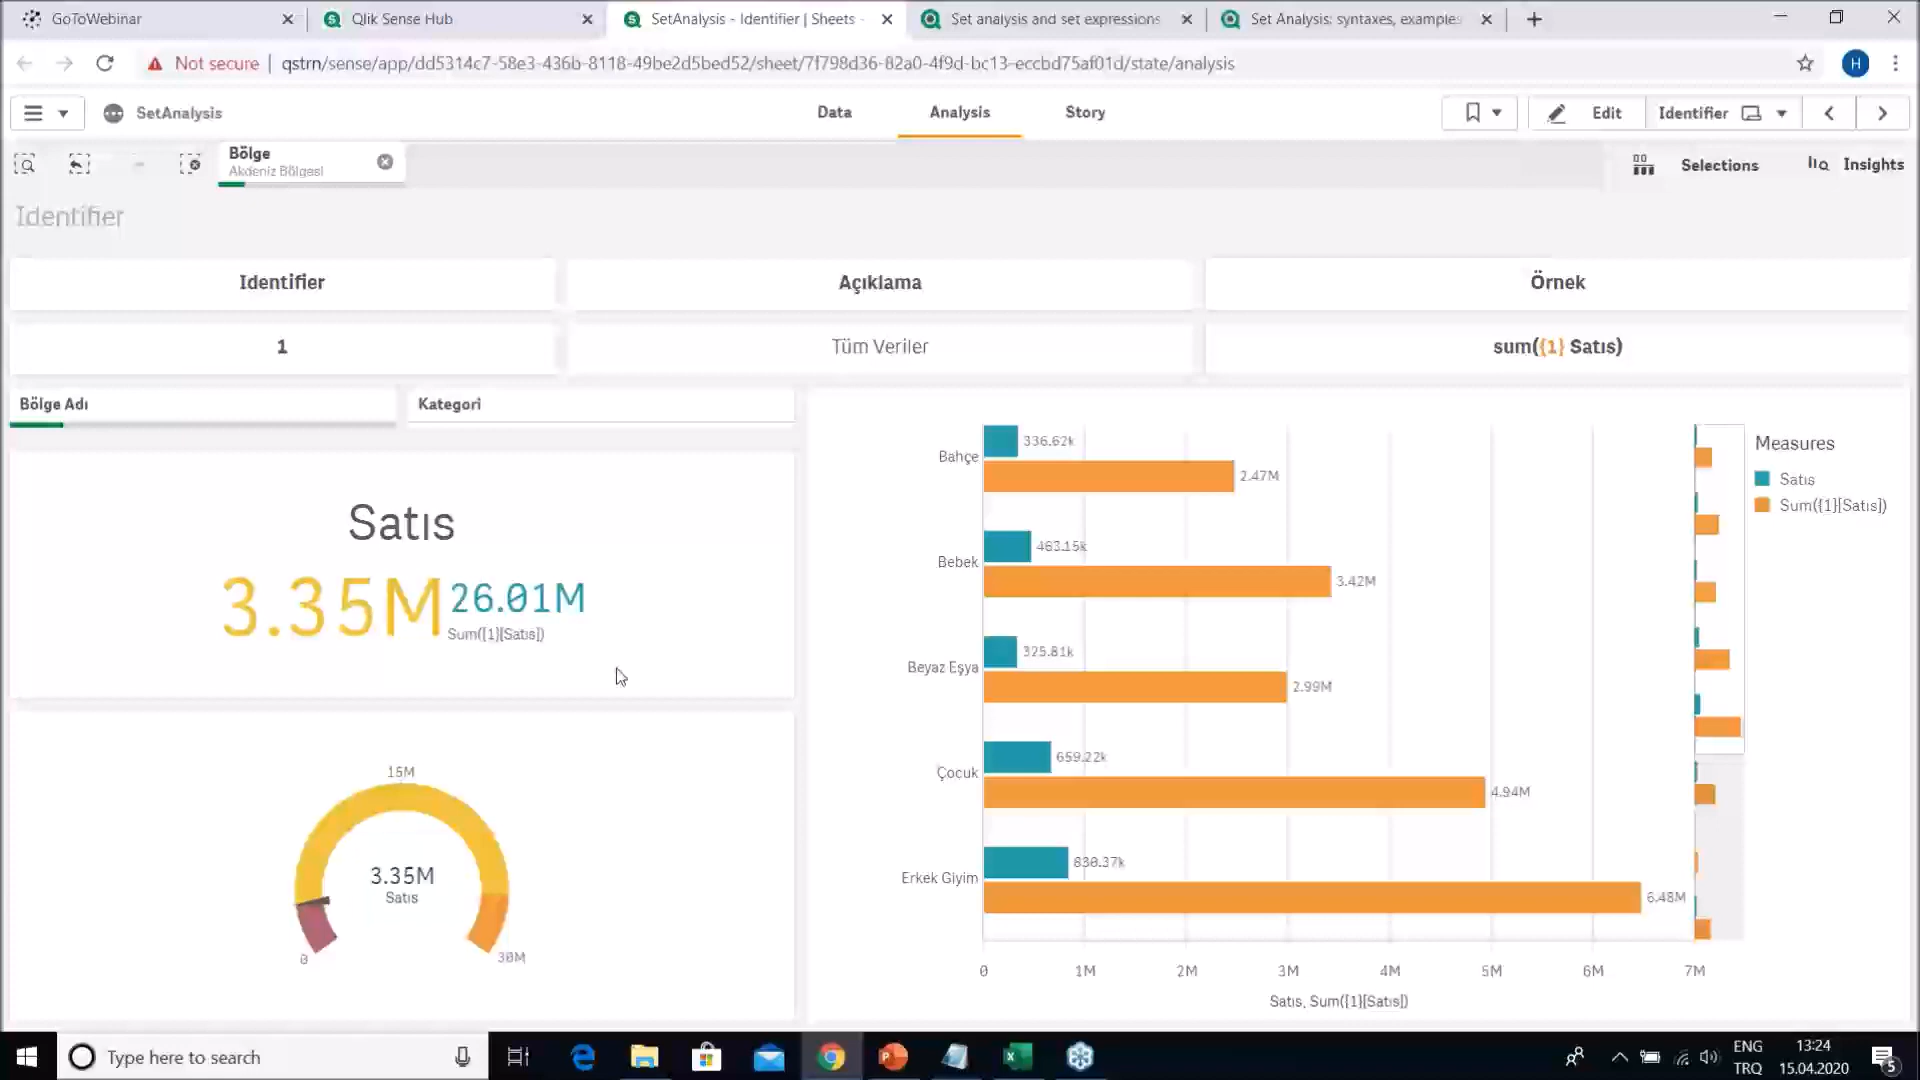 GoToWebinar
Qlik Sense Hub
SetAnalysis - Identifier | Sheets -
Set analysis and set expressions
Set Analysis: syntaxes, examples
Not secure
qstrn/sense/app/dd5314c7-58e3-436b-8118-49be2d5bed52/sheet/7f798d36-82a0-4f9d-bc13-eccbd75af01d/state/analysis
H
SetAnalysis
Data
Analysis
Story
Edit
Identifier
Bölge
Akdeniz Bölgesi
Selections
Insights
Identifier
Identifier
Açıklama
Örnek
1
Tüm Veriler
sum({1} Satıs)
Bölge Adı
Kategori
Satıs
3.35M
26.01M
Sum({1}[Satıs])
15M
3.35M
Satıs
0
30M
Bahçe
336.62k
2.47M
Bebek
463.15k
3.42M
Beyaz Eşya
325.81k
2.99M
Çocuk
659.22k
4.94M
Erkek Giyim
830.37k
6.48M
0
1M
2M
3M
4M
5M
6M
7M
Satıs, Sum({1}[Satıs])
Measures
Satıs
Sum({1}[Satıs])
Type here to search
ENG
TRQ
13:24
15.04.2020
5